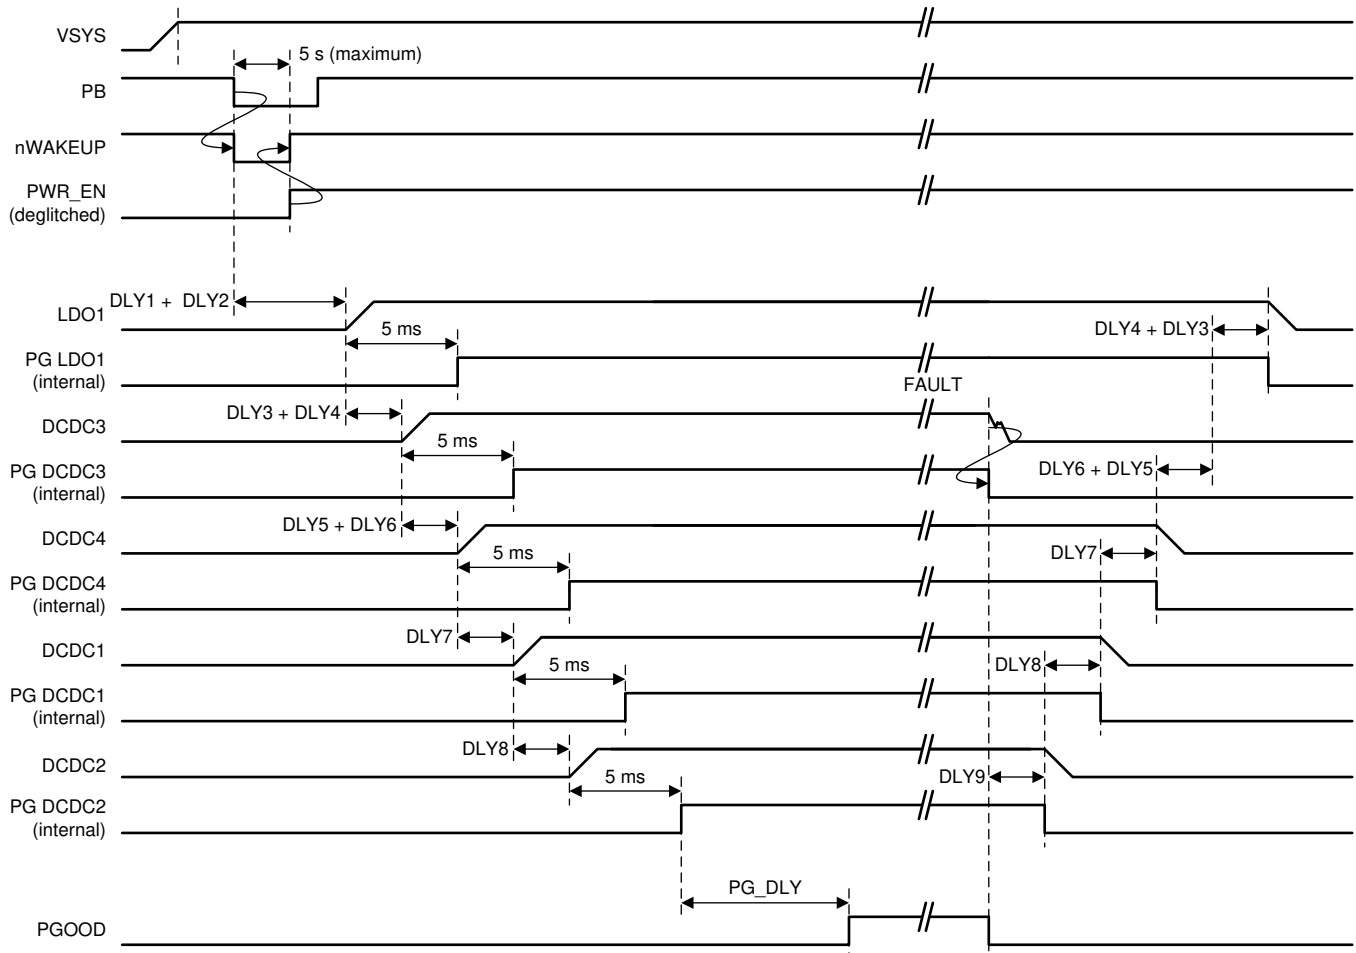 VSYS
5 s (maximum)
PB
nWAKEUP
PWR_EN
(deglitched)
DLY1 + DLY2
LDO1
5 ms
DLY4 + DLY3
PG LDO1
(internal)
FAULT
DLY3 + DLY4
DCDC3
5 ms
PG DCDC3
(internal)
DLY6 + DLY5
DLY5 + DLY6
DCDC4
5 ms
DLY7
PG DCDC4
(internal)
DLY7
DCDC1
5 ms
DLY8
PG DCDC1
(internal)
DLY8
DCDC2
5 ms
DLY9
PG DCDC2
(internal)
PG_DLY
PGOOD